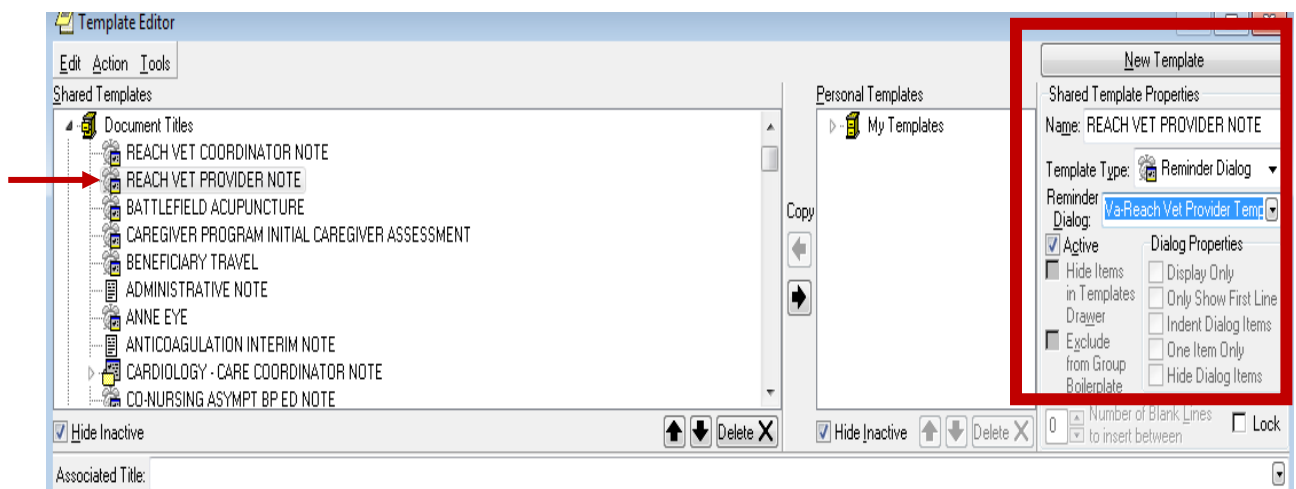 Template Editor
Edit Action Tools
New Template
Shared Templates
Document Titles
REACH VET COORDINATOR NOTE
REACH VET PROVIDER NOTE
BATTLEFIELD ACUPUNCTURE
CAREGIVER PROGRAM INITIAL CAREGIVER ASSESSMENT
BENEFICIARY TRAVEL
ADMINISTRATIVE NOTE
ANNE EYE
ANTICOAGULATION INTERIM NOTE
CARDIOLOGY - CARE COORDINATOR NOTE
CO-NURSING ASYMPT BP ED NOTE
Hide Inactive
Delete X
Copy
Personal Templates
My Templates
Hide Inactive
Delete X
Shared Template Properties
Name: REACH VET PROVIDER NOTE
Template Type: Reminder Dialog
Reminder
Dialog: Va-Reach Vet Provider Temp
Active
Hide Items
in Templates
Drawer
Exclude
from Group
Boilerplate
Dialog Properties
Display Only
Only Show First Line
Indent Dialog Items
One Item Only
Hide Dialog Items
0 Number of Blank Lines
to insert between
Lock
Associated Title: